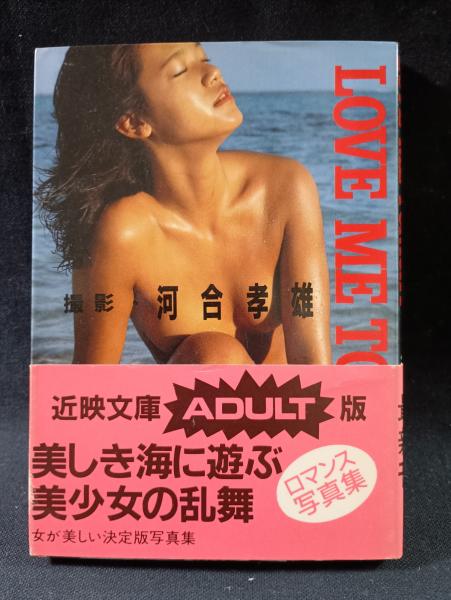 LOVE ME TO
撮影・河合孝雄
近映文庫 ADULT 版
美しき海に遊ぶ
美少女の乱舞
ロマンス
写真集
女が美しい決定版写真集